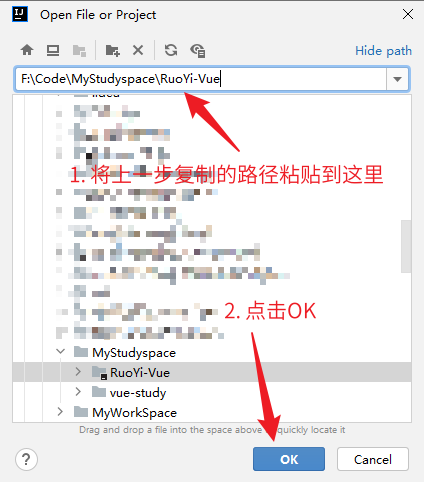 Open File or Project
Hide path
F:\Code\MyStudyspace\RuoYi-Vue
1. 将上一步复制的路径粘贴到这里
2. 点击OK
MyStudyspace
RuoYi-Vue
vue-study
MyWorkSpace
Drag and drop a file into the space above to quickly locate it
?
OK
Cancel